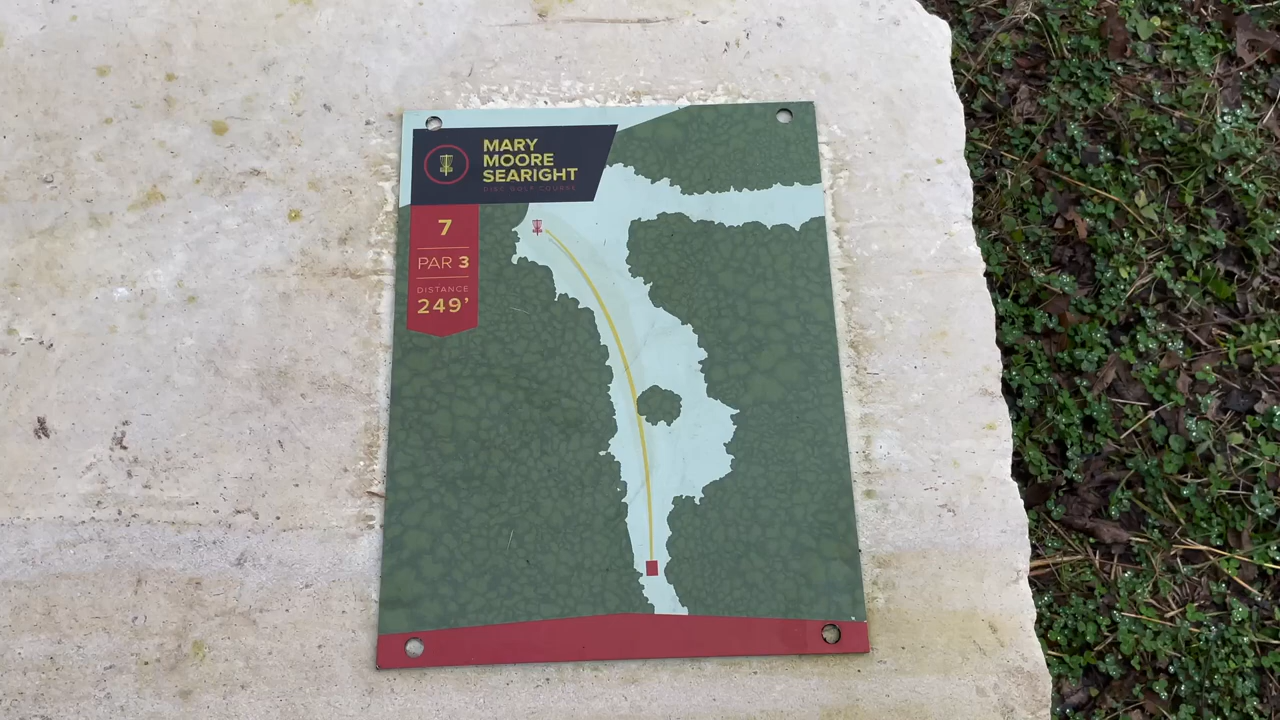 MARY
MOORE
SEARIGHT
DISC GOLF COURSE
7
PAR 3
DISTANCE
249'